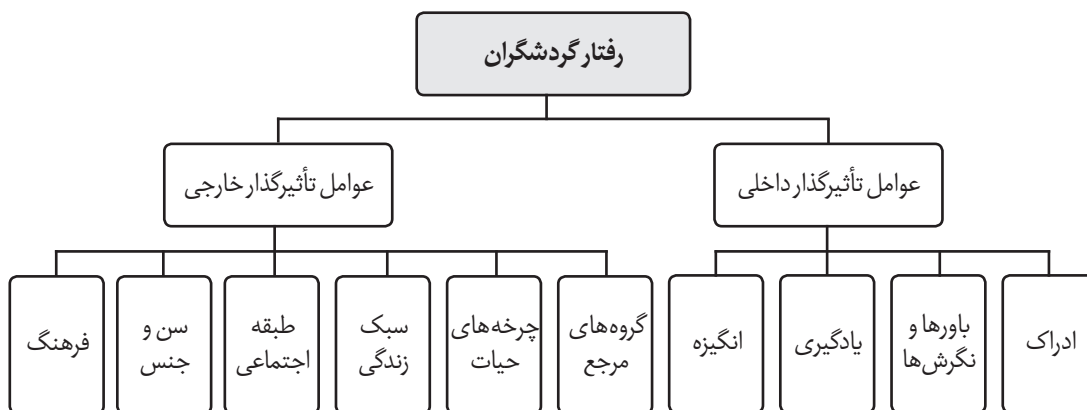 رفتار گردشگران
عوامل تأثیرگذار داخلی
عوامل تأثیرگذار خارجی
ادراک
باورها و
نگرش‌ها
یادگیری
انگیزه
گروه‌های
مرجع
چرخه‌های
حیات
سبک
زندگی
طبقه
اجتماعی
سن و
جنس
فرهنگ